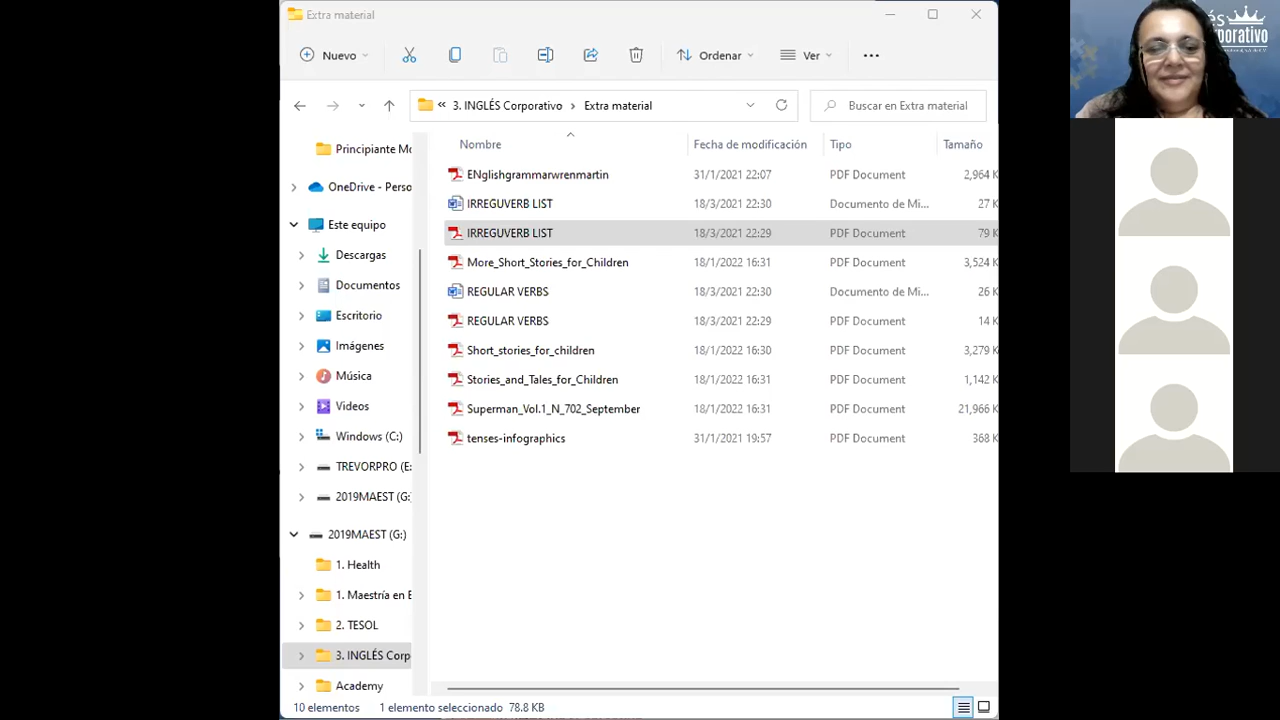 Extra material
Nuevo
Ordenar
Ver
3. INGLÉS Corporativo
Extra material
Buscar en Extra material
Nombre
Fecha de modificación
Tipo
Tamaño
ENglishgrammarwrenmartin 31/1/2021 22:07 PDF Document 2,964 K
IRREGUVERB LIST 18/3/2021 22:30 Documento de Mi... 27 K
IRREGUVERB LIST 18/3/2021 22:29 PDF Document 79 K
More_Short_Stories_for_Children 18/1/2022 16:31 PDF Document 3,524 K
REGULAR VERBS 18/3/2021 22:30 Documento de Mi... 26 K
REGULAR VERBS 18/3/2021 22:29 PDF Document 14 K
Short_stories_for_children 18/1/2022 16:30 PDF Document 3,279 K
Stories_and_Tales_for_Children 18/1/2022 16:31 PDF Document 1,142 K
Superman_Vol.1_N_702_September 18/1/2022 16:31 PDF Document 21,966 K
tenses-infographics 31/1/2021 19:57 PDF Document 368 K
Principiante Mo
OneDrive - Perso
Este equipo
Descargas
Documentos
Escritorio
Imágenes
Música
Videos
Windows (C:)
TREVORPRO (E:
2019MAEST (G:
2019MAEST (G:)
1. Health
1. Maestría en E
2. TESOL
3. INGLÉS Corp
Academy
10 elementos
1 elemento seleccionado 78.8 KB
és
orporativo